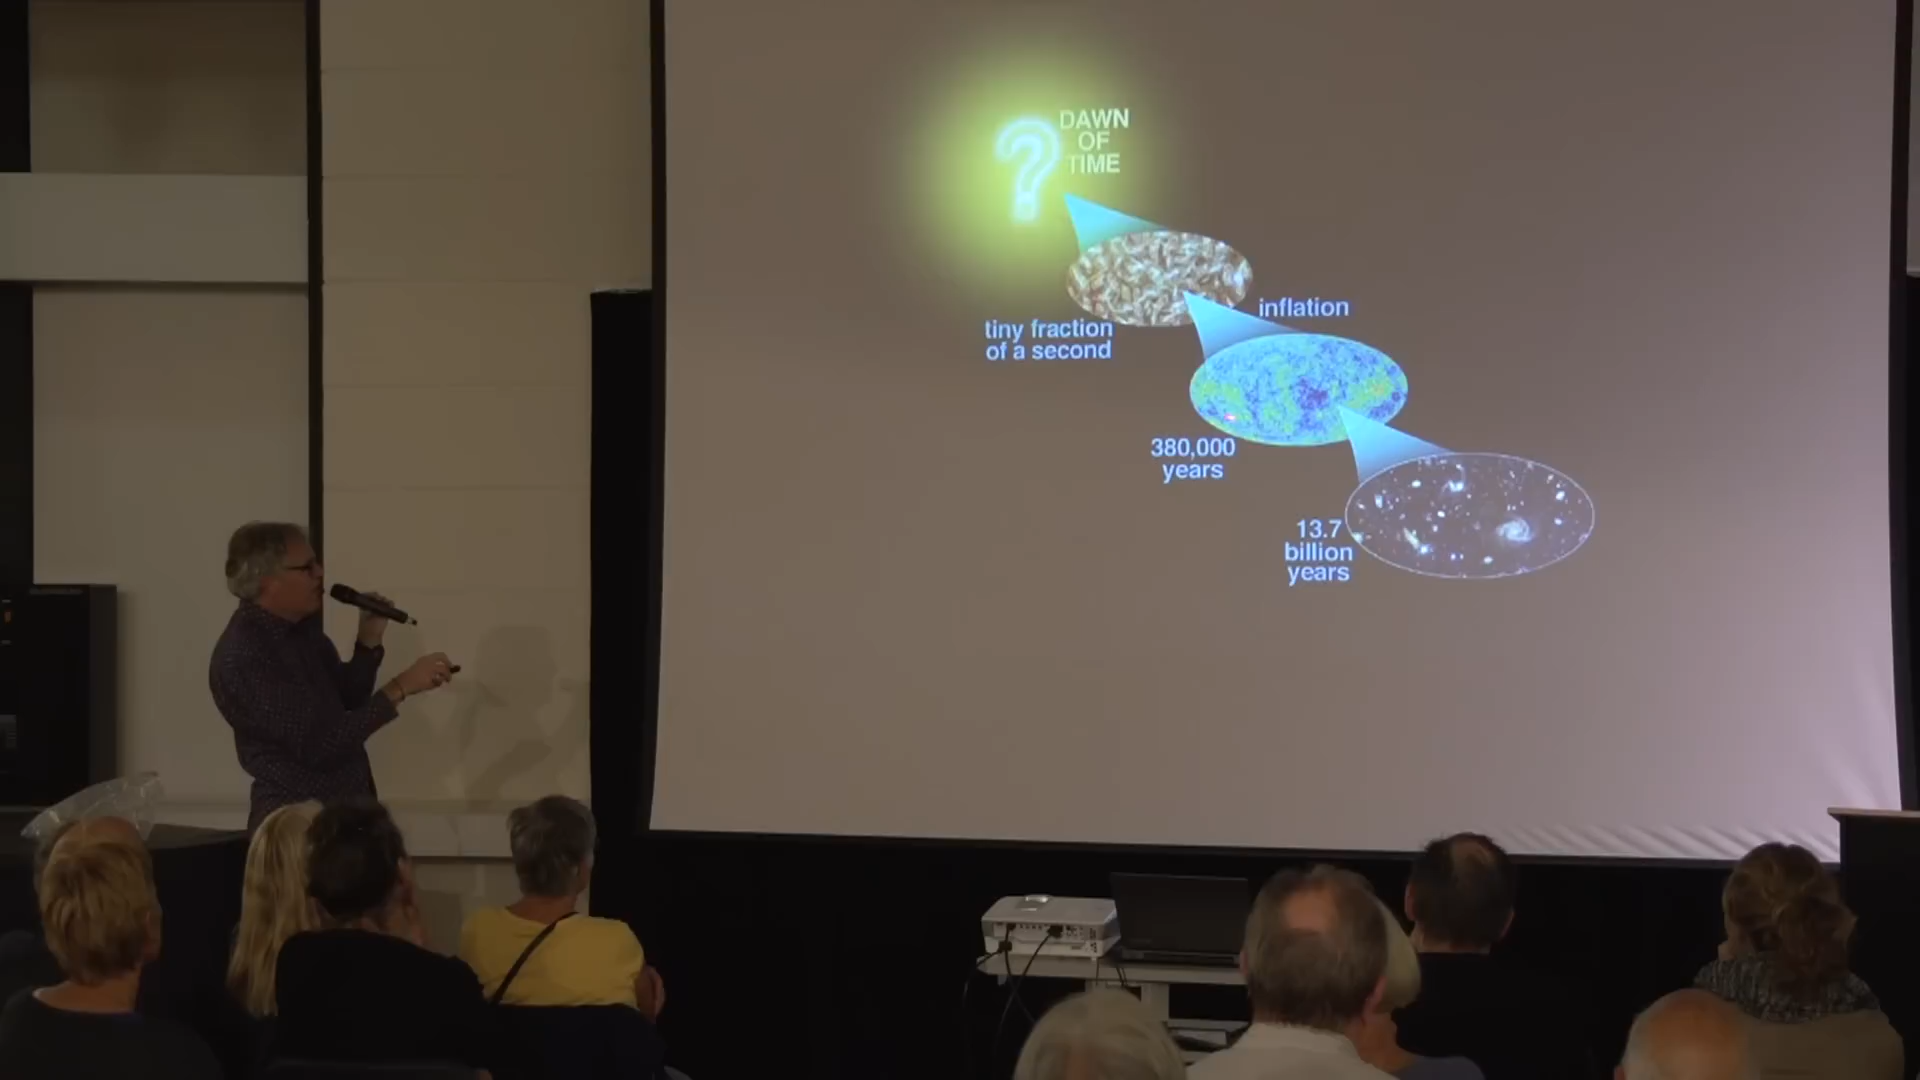 DAWN
OF
TIME
inflation
tiny fraction
of a second
380,000
years
13.7
billion
years